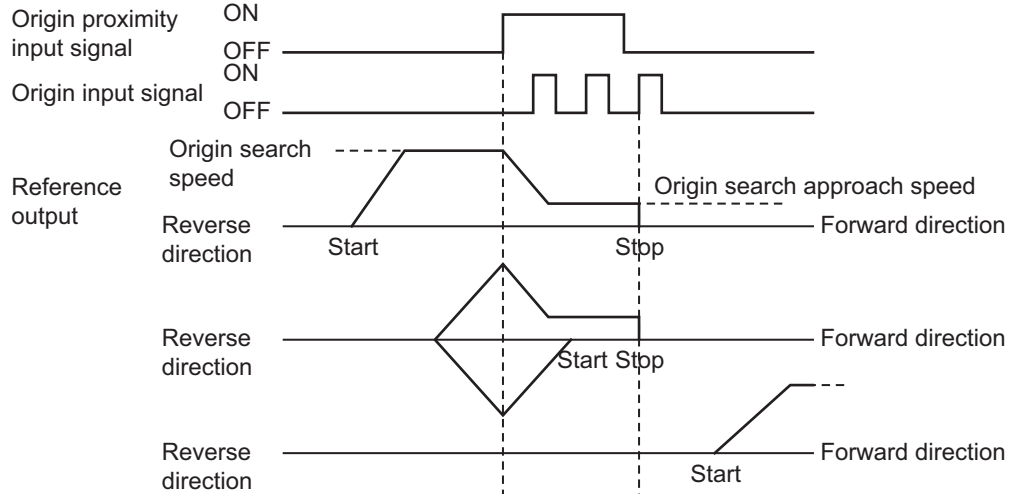 Origin proximity
input signal
ON
OFF
Origin input signal
ON
OFF
Reference
output
Origin search
speed
Origin search approach speed
Reverse
direction
Start
Stop
Forward direction
Reverse
direction
Start Stop
Forward direction
Reverse
direction
Start
Forward direction